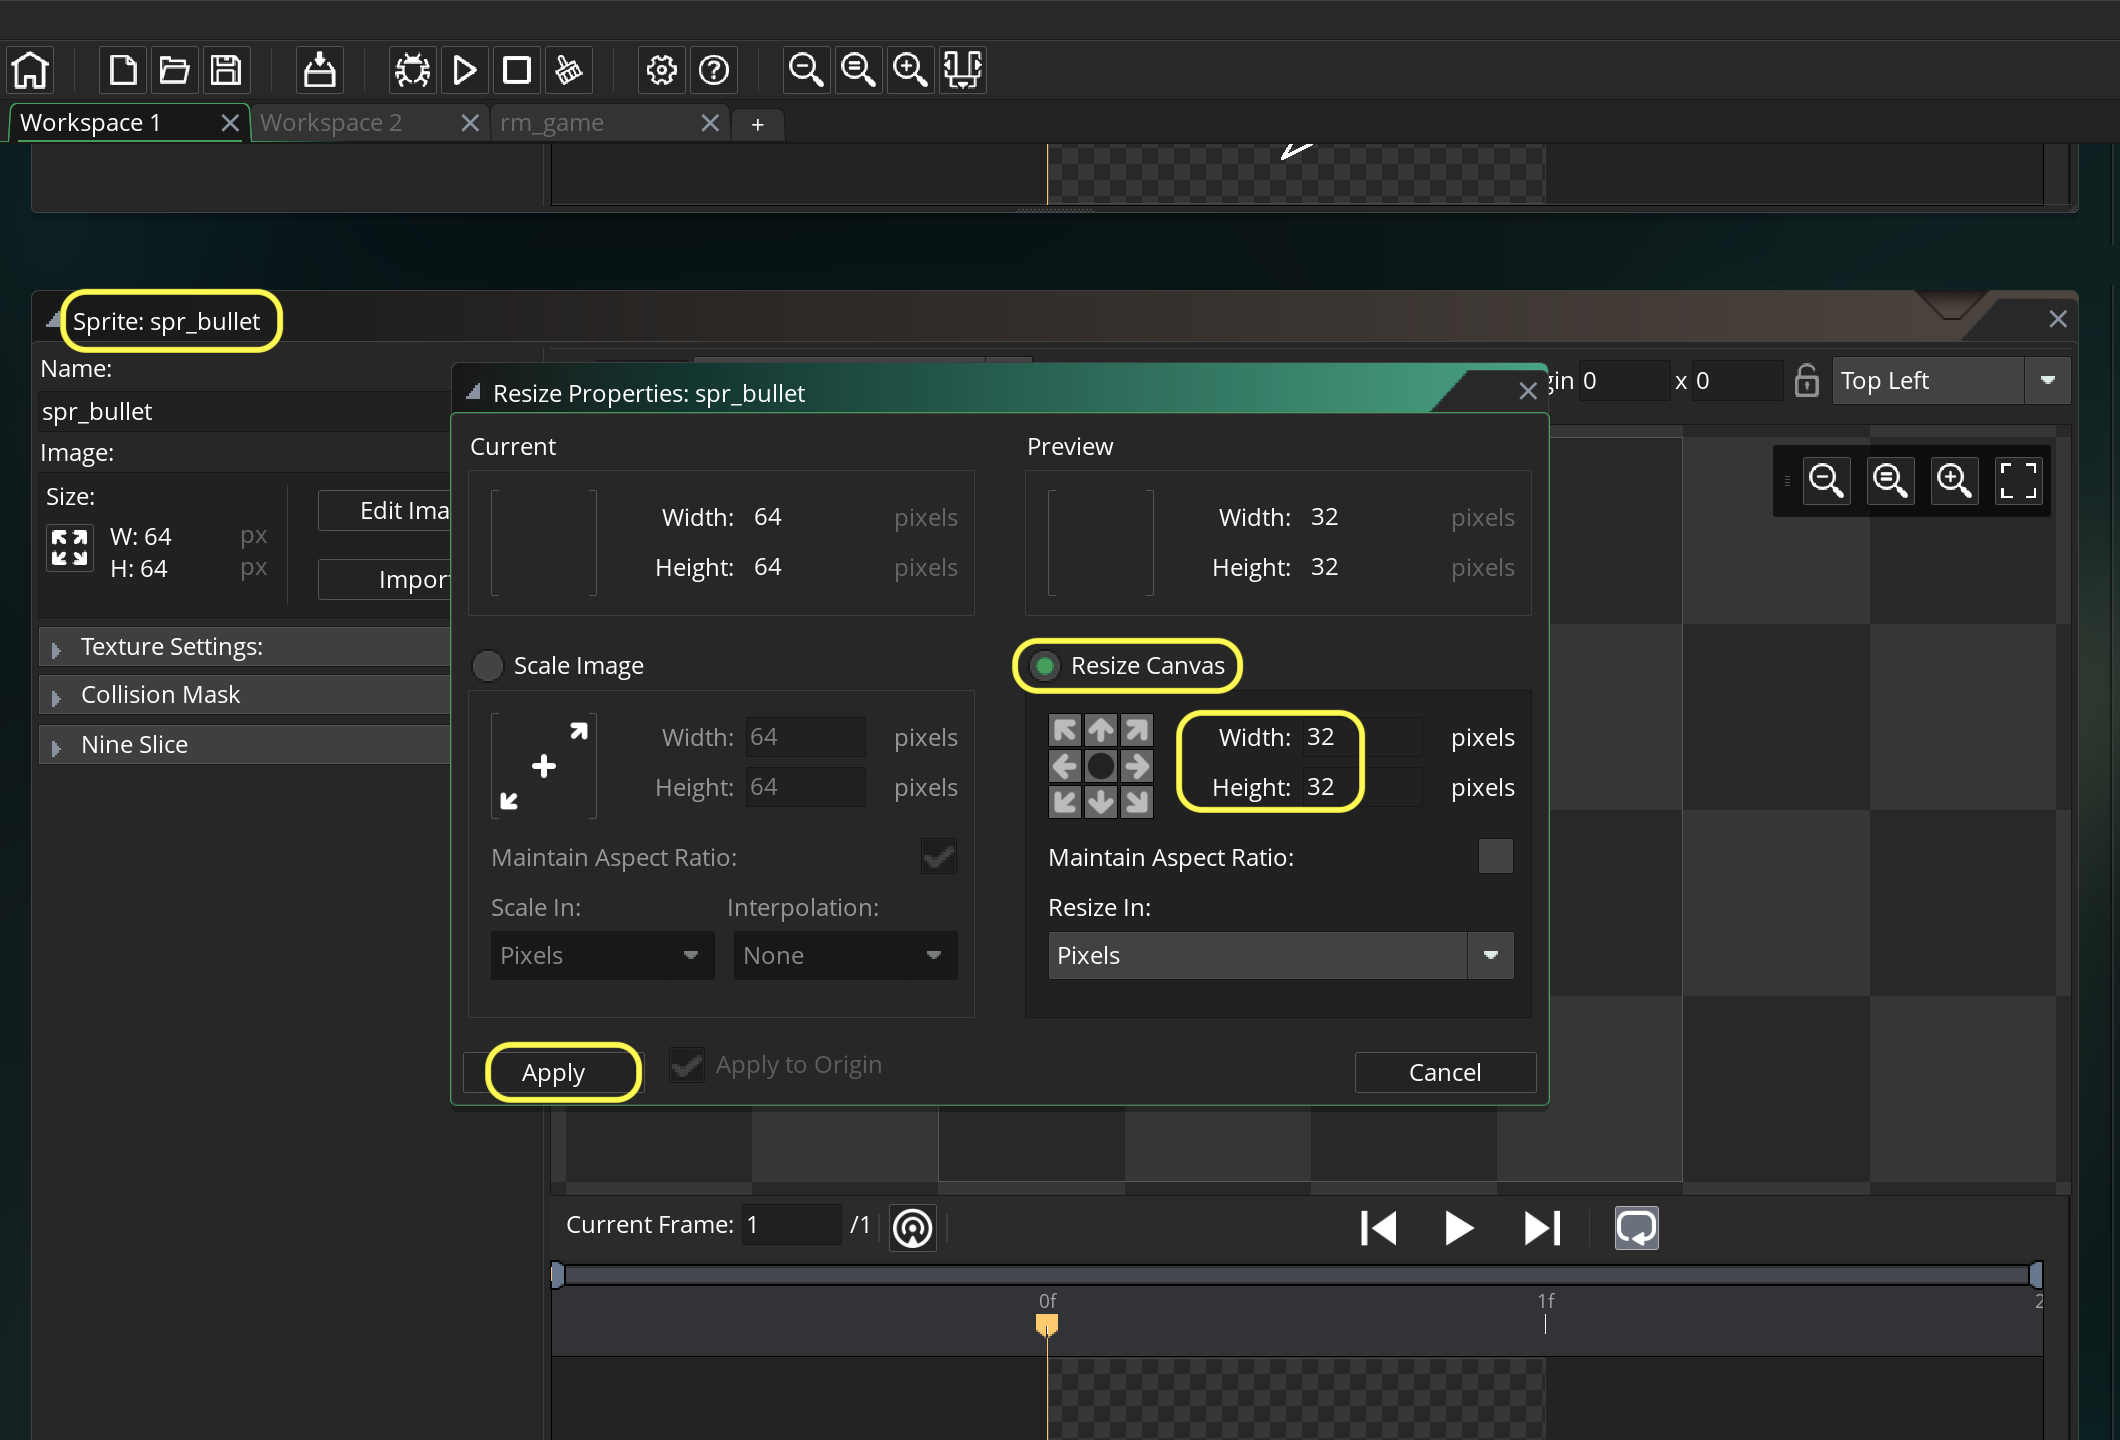 Workspace 1
Workspace 2
rm_game
+
Sprite: spr_bullet
Name:
spr_bullet
Image:
Size:
W: 64 px
H: 64 px
Edit Ima
Impor
Texture Settings:
Collision Mask
Nine Slice
gin 0 x 0
Top Left
Resize Properties: spr_bullet
Current
Width: 64 pixels
Height: 64 pixels
Preview
Width: 32 pixels
Height: 32 pixels
Scale Image
Width: 64 pixels
Height: 64 pixels
Maintain Aspect Ratio:
Scale In:
Interpolation:
Pixels
None
Resize Canvas
Width: 32 pixels
Height: 32 pixels
Maintain Aspect Ratio:
Resize In:
Pixels
Apply
Apply to Origin
Cancel
Current Frame: 1 /1
0f
1f
2